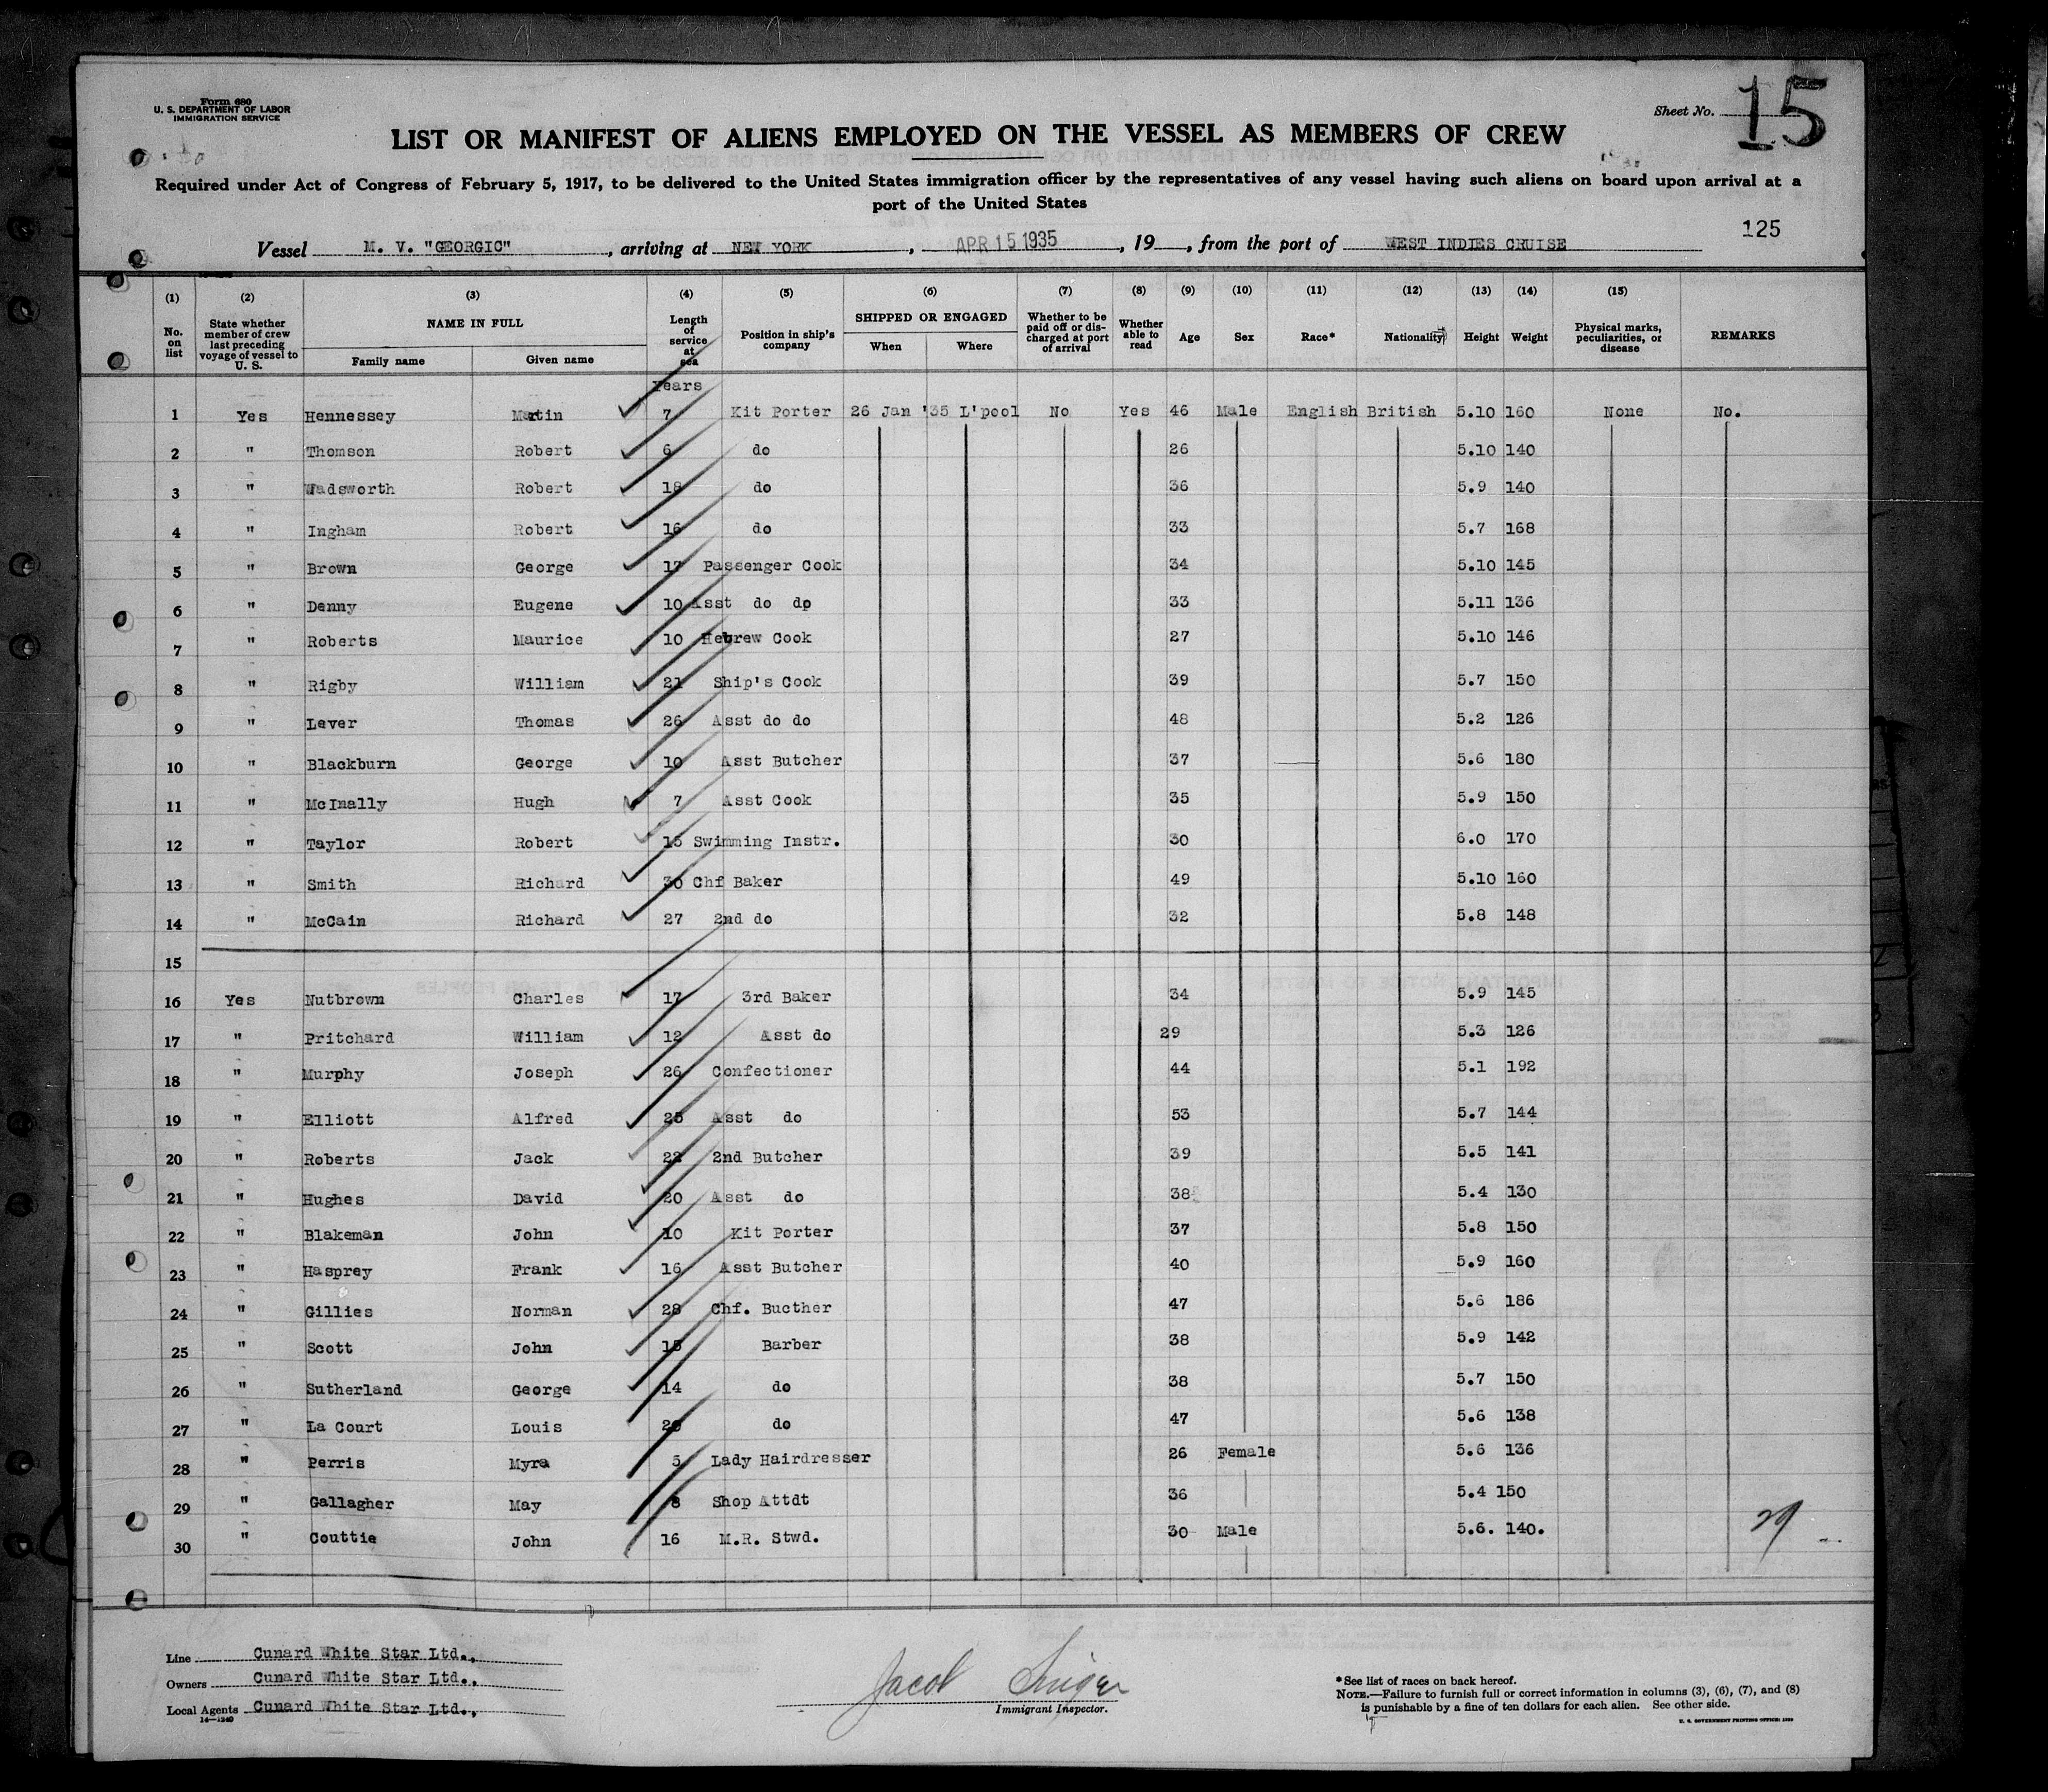 Form 680
U. S. DEPARTMENT OF LABOR
IMMIGRATION SERVICE
Sheet No. 15
LIST OR MANIFEST OF ALIENS EMPLOYED ON THE VESSEL AS MEMBERS OF CREW
Required under Act of Congress of February 5, 1917, to be delivered to the United States immigration officer by the representatives of any vessel having such aliens on board upon arrival at a
port of the United States
125
Vessel M. V. "GEORGIC" , arriving at NEW YORK , APR 15 1935 , 19 , from the port of WEST INDIES CRUISE
(1) (2) (3) (4) (5) (6) (7) (8) (9) (10) (11) (12) (13) (14) (15)
No. on list
State whether member of crew last preceding voyage of vessel to U. S.
NAME IN FULL
Family name Given name
Length of service at sea
Position in ship's company
SHIPPED OR ENGAGED
When Where
Whether to be paid off or discharged at port of arrival
Whether able to read
Age Sex Race* Nationality Height Weight
Physical marks, peculiarities, or disease
REMARKS
Years
1 Yes Hennessey Martin 7 Kit Porter 26 Jan '35 L'pool No Yes 46 Male English British 5.10 160 None No.
2 " Thomson Robert 6 do 26 5.10 140
3 " Wadsworth Robert 18 do 36 5.9 140
4 " Ingham Robert 16 do 33 5.7 168
5 " Brown George 17 Passenger Cook 34 5.10 145
6 " Denny Eugene 10 Asst do do 33 5.11 136
7 " Roberts Maurice 10 Hebrew Cook 27 5.10 146
8 " Rigby William 21 Ship's Cook 39 5.7 150
9 " Lever Thomas 26 Asst do do 48 5.2 126
10 " Blackburn George 10 Asst Butcher 37 5.6 180
11 " McInally Hugh 7 Asst Cook 35 5.9 150
12 " Taylor Robert 15 Swimming Instr. 30 6.0 170
13 " Smith Richard 30 Chf Baker 49 5.10 160
14 " McCain Richard 27 2nd do 32 5.8 148
15
16 Yes Nutbrown Charles 17 3rd Baker 34 5.9 145
17 " Pritchard William 12 Asst do 29 5.3 126
18 " Murphy Joseph 26 Confectioner 44 5.1 192
19 " Elliott Alfred 25 Asst do 53 5.7 144
20 " Roberts Jack 22 2nd Butcher 39 5.5 141
21 " Hughes David 20 Asst do 38 5.4 130
22 " Blakeman John 10 Kit Porter 37 5.8 150
23 " Hasprey Frank 16 Asst Butcher 40 5.9 160
24 " Gillies Norman 28 Chf. Bucther 47 5.6 186
25 " Scott John 15 Barber 38 5.9 142
26 " Sutherland George 14 do 38 5.7 150
27 " La Court Louis 20 do 47 5.6 138
28 " Perris Myra 5 Lady Hairdresser 26 Female 5.6 136
29 " Gallagher May 8 Shop Attdt 36 5.4 150
30 " Couttie John 16 M.R. Stwd. 30 Male 5.6. 140.
29
Line Cunard White Star Ltd.,
Owners Cunard White Star Ltd.,
Local Agents Cunard White Star Ltd.,
14—1240
Jacob Singer
Immigrant Inspector.
*See list of races on back hereof.
NOTE.—Failure to furnish full or correct information in columns (3), (6), (7), and (8)
is punishable by a fine of ten dollars for each alien. See other side.